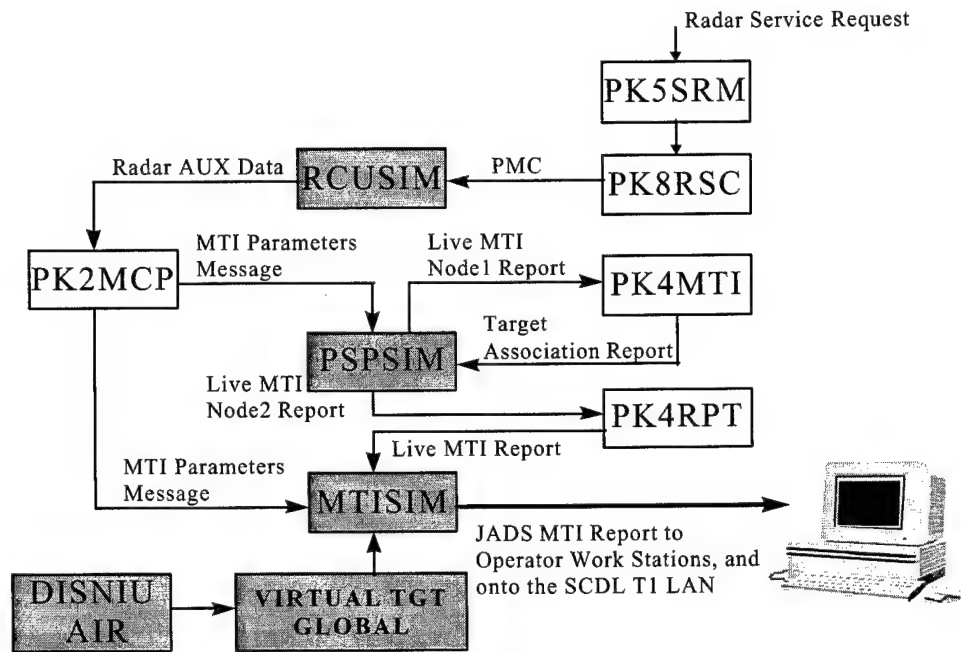 Radar Service Request
PK5SRM
Radar AUX Data
RCUSIM
PMC
PK8RSC
PK2MCP
MTI Parameters
Message
Live MTI
Node1 Report
PK4MTI
PSPSIM
Target
Association Report
Live MTI
Node2 Report
PK4RPT
Live MTI Report
MTI Parameters
Message
MTISIM
JADS MTI Report to
Operator Work Stations, and
onto the SCDL T1 LAN
DISNIU
AIR
VIRTUAL TGT
GLOBAL